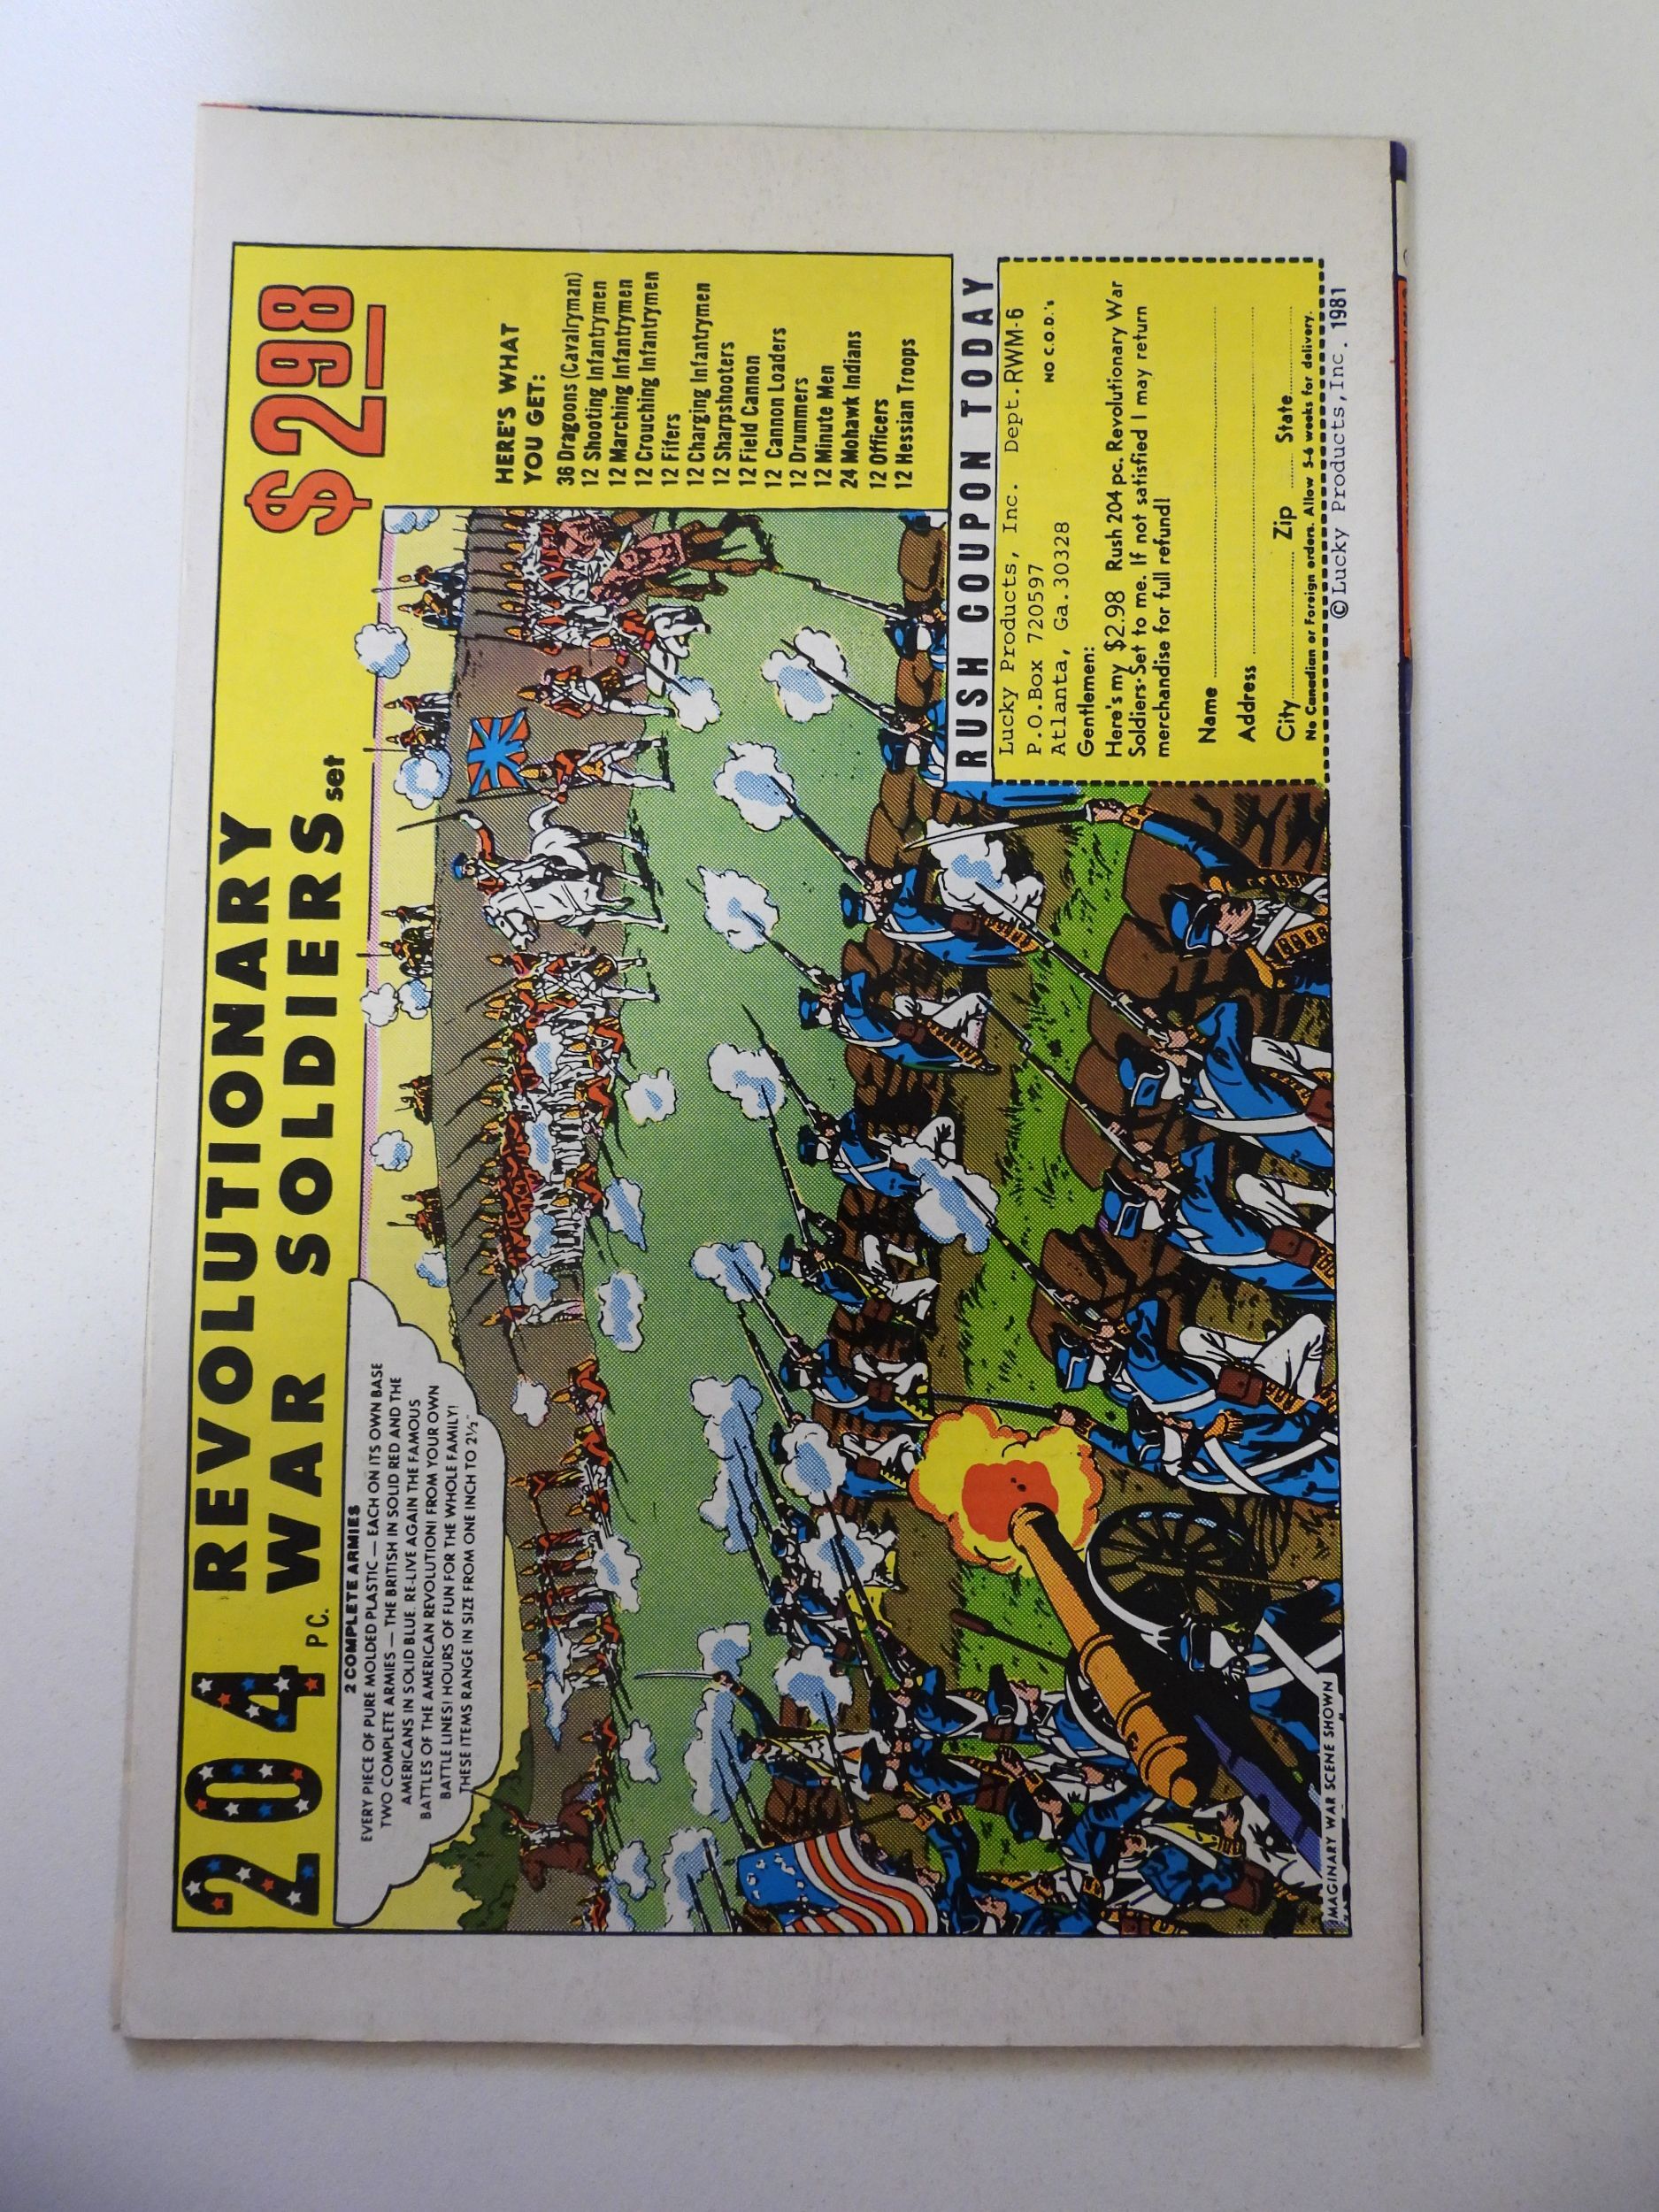 204 PC. REVOLUTIONARY
WAR SOLDIERS set
$298
2 COMPLETE ARMIES
EVERY PIECE OF PURE MOLDED PLASTIC — EACH ON ITS OWN BASE
TWO COMPLETE ARMIES — THE BRITISH IN SOLID RED AND THE
AMERICANS IN SOLID BLUE. RE-LIVE AGAIN THE FAMOUS
BATTLES OF THE AMERICAN REVOLUTION! FROM YOUR OWN
BATTLE LINES! HOURS OF FUN FOR THE WHOLE FAMILY!
THESE ITEMS RANGE IN SIZE FROM ONE INCH TO 2½"
HERE'S WHAT
YOU GET:
36 Dragoons (Cavalryman)
12 Shooting Infantrymen
12 Marching Infantrymen
12 Crouching Infantrymen
12 Fifers
12 Charging Infantrymen
12 Sharpshooters
12 Field Cannon
12 Cannon Loaders
12 Drummers
12 Minute Men
24 Mohawk Indians
12 Officers
12 Hessian Troops
RUSH COUPON TODAY
Lucky Products, Inc. Dept.RWM-6
P.O.Box 720597
NO C.O.D.'s
Atlanta, Ga.30328
Gentlemen:
Here's my $2.98 Rush 204 pc. Revolutionary War
Soldiers Set to me. If not satisfied I may return
merchandise for full refund!
Name
Address
City Zip State
No Canadian or Foreign orders. Allow 5-6 weeks for delivery.
IMAGINARY WAR SCENE SHOWN
©Lucky Products,Inc. 1981